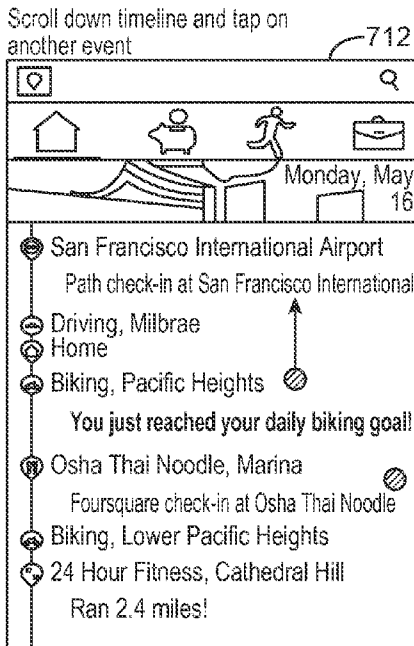 Scroll down timeline and tap on
another event
712
Monday, May
16
San Francisco International Airport
Path check-in at San Francisco International
Driving, Milbrae
Home
Biking, Pacific Heights
You just reached your daily biking goal!
Osha Thai Noodle, Marina
Foursquare check-in at Osha Thai Noodle
Biking, Lower Pacific Heights
24 Hour Fitness, Cathedral Hill
Ran 2.4 miles!